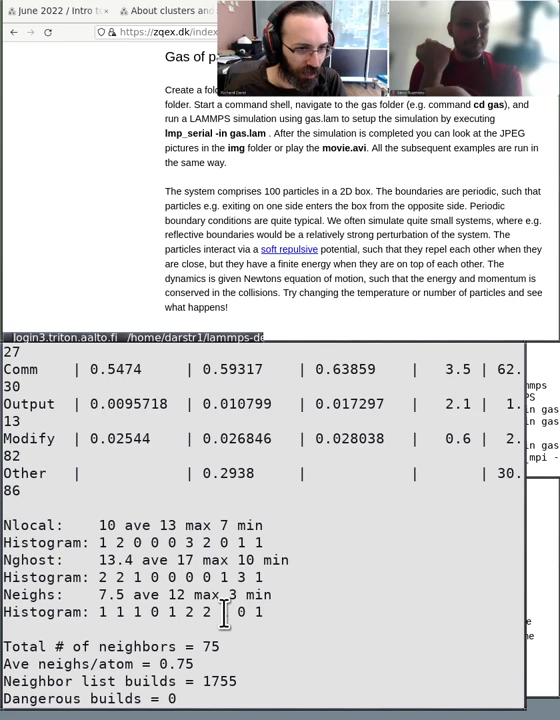 June 2022 / Intro to
About clusters and
https://zqex.dk/index
Gas of p
Create a fold
folder. Start a command shell, navigate to the gas folder (e.g. command cd gas), and
run a LAMMPS simulation using gas.lam to setup the simulation by executing
lmp_serial -in gas.lam . After the simulation is completed you can look at the JPEG
pictures in the img folder or play the movie.avi. All the subsequent examples are run in
the same way.
The system comprises 100 particles in a 2D box. The boundaries are periodic, such that
particles e.g. exiting on one side enters the box from the opposite side. Periodic
boundary conditions are quite typical. We often simulate quite small systems, where e.g.
reflective boundaries would be a relatively strong perturbation of the system. The
particles interact via a soft repulsive potential, such that they repel each other when they
are close, but they have a finite energy when they are on top of each other. The
dynamics is given Newtons equation of motion, such that the energy and momentum is
conserved in the collisions. Try changing the temperature or number of particles and see
what happens!
login3.triton.aalto.fi /home/darstr1/lammps-de
27
Comm | 0.5474 | 0.59317 | 0.63859 | 3.5 | 62.
30
Output | 0.0095718 | 0.010799 | 0.017297 | 2.1 | 1.
13
Modify | 0.02544 | 0.026846 | 0.028038 | 0.6 | 2.
82
Other | | 0.2938 | | | 30.
86
Nlocal: 10 ave 13 max 7 min
Histogram: 1 2 0 0 0 3 2 0 1 1
Nghost: 13.4 ave 17 max 10 min
Histogram: 2 2 1 0 0 0 0 1 3 1
Neighs: 7.5 ave 12 max 3 min
Histogram: 1 1 1 0 1 2 2 0 1
Total # of neighbors = 75
Ave neighs/atom = 0.75
Neighbor list builds = 1755
Dangerous builds = 0
mmps
PS
in gas
in gas
in gas
_mpi -
e
me